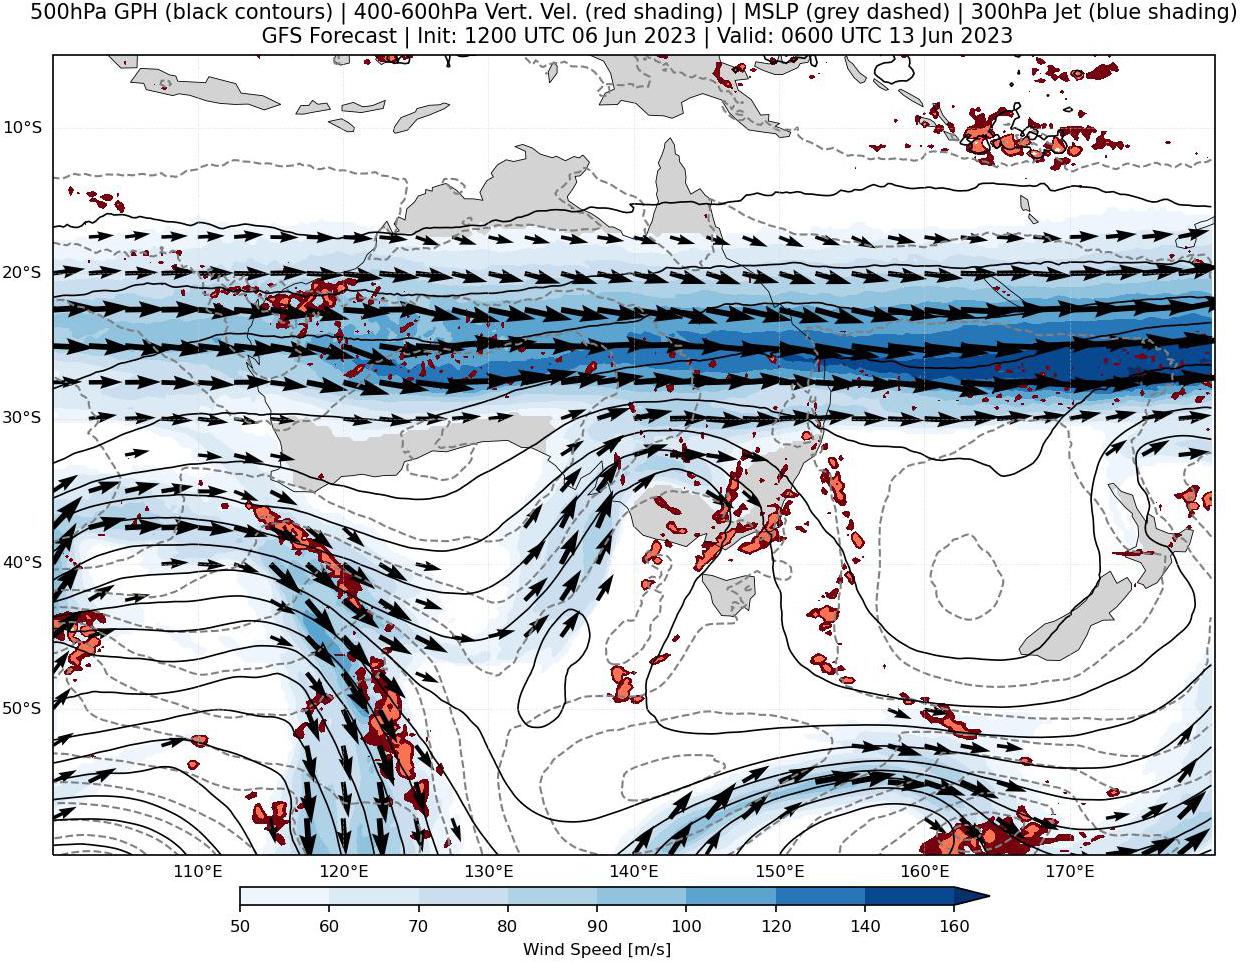 500hPa GPH (black contours) | 400-600hPa Vert. Vel. (red shading) | MSLP (grey dashed) | 300hPa Jet (blue shading)
GFS Forecast | Init: 1200 UTC 06 Jun 2023 | Valid: 0600 UTC 13 Jun 2023
10°S
20°S
30°S
40°S
50°S
110°E 120°E 130°E 140°E 150°E 160°E 170°E
50 60 70 80 90 100 120 140 160
Wind Speed [m/s]